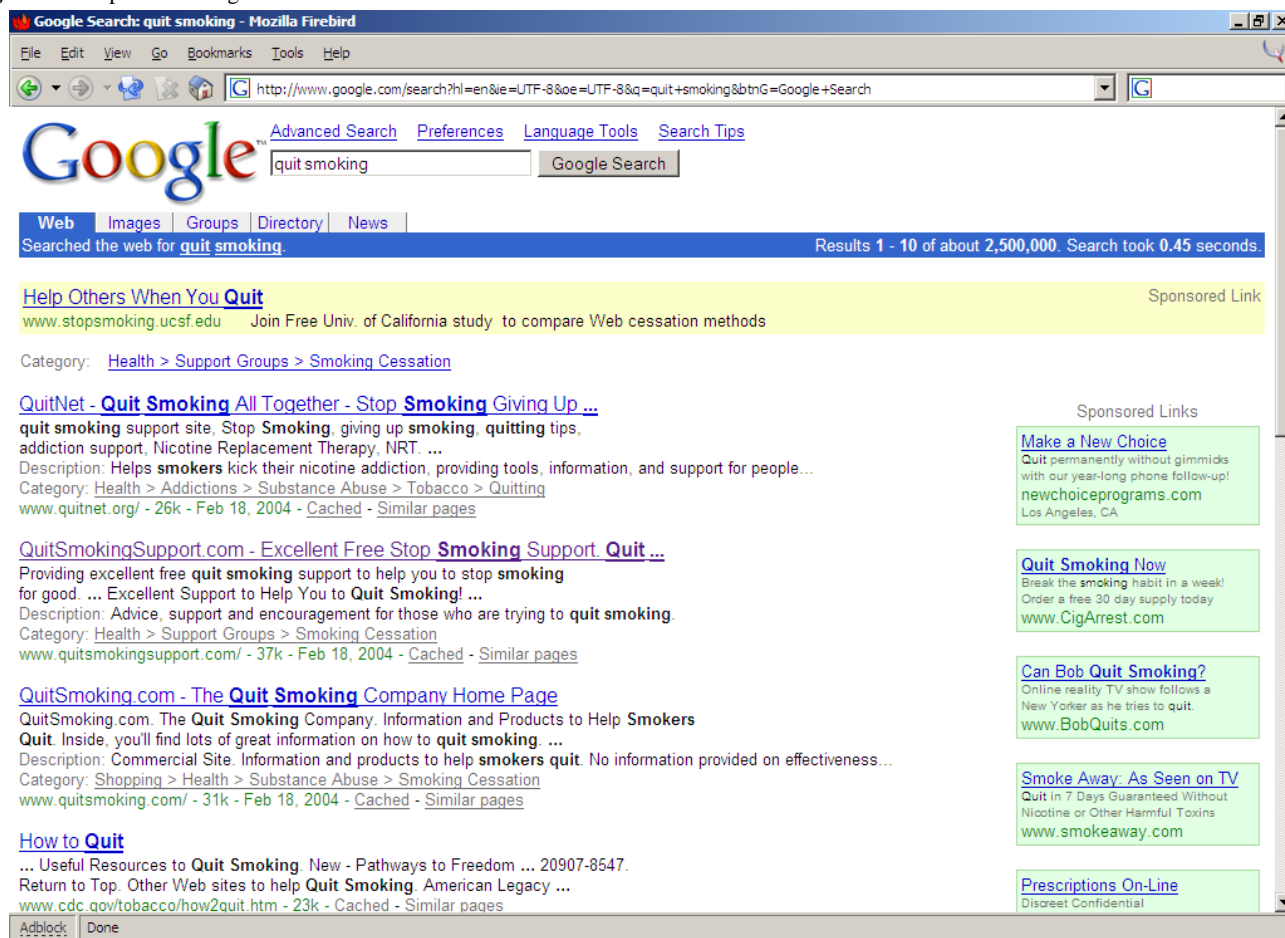 Google Search: quit smoking - Mozilla Firebird
File Edit View Go Bookmarks Tools Help
http://www.google.com/search?hl=en&ie=UTF-8&oe=UTF-8&q=quit+smoking&btnG=Google+Search
Google™ Advanced Search Preferences Language Tools Search Tips
quit smoking Google Search
Web Images Groups Directory News
Searched the web for quit smoking. Results 1 - 10 of about 2,500,000. Search took 0.45 seconds.
Help Others When You Quit Sponsored Link
www.stopsmoking.ucsf.edu Join Free Univ. of California study to compare Web cessation methods
Category: Health > Support Groups > Smoking Cessation
QuitNet - Quit Smoking All Together - Stop Smoking Giving Up ...
quit smoking support site, Stop Smoking, giving up smoking, quitting tips,
addiction support, Nicotine Replacement Therapy, NRT. ...
Description: Helps smokers kick their nicotine addiction, providing tools, information, and support for people...
Category: Health > Addictions > Substance Abuse > Tobacco > Quitting
www.quitnet.org/ - 26k - Feb 18, 2004 - Cached - Similar pages
QuitSmokingSupport.com - Excellent Free Stop Smoking Support. Quit ...
Providing excellent free quit smoking support to help you to stop smoking
for good. ... Excellent Support to Help You to Quit Smoking! ...
Description: Advice, support and encouragement for those who are trying to quit smoking.
Category: Health > Support Groups > Smoking Cessation
www.quitsmokingsupport.com/ - 37k - Feb 18, 2004 - Cached - Similar pages
QuitSmoking.com - The Quit Smoking Company Home Page
QuitSmoking.com. The Quit Smoking Company. Information and Products to Help Smokers
Quit. Inside, you'll find lots of great information on how to quit smoking. ...
Description: Commercial Site. Information and products to help smokers quit. No information provided on effectiveness...
Category: Shopping > Health > Substance Abuse > Smoking Cessation
www.quitsmoking.com/ - 31k - Feb 18, 2004 - Cached - Similar pages
How to Quit
... Useful Resources to Quit Smoking. New - Pathways to Freedom ... 20907-8547.
Return to Top. Other Web sites to help Quit Smoking. American Legacy ...
www.cdc.gov/tobacco/how2quit.htm - 23k - Cached - Similar pages
Sponsored Links
Make a New Choice
Quit permanently without gimmicks
with our year-long phone follow-up!
newchoiceprograms.com
Los Angeles, CA
Quit Smoking Now
Break the smoking habit in a week!
Order a free 30 day supply today
www.CigArrest.com
Can Bob Quit Smoking?
Online reality TV show follows a
New Yorker as he tries to quit.
www.BobQuits.com
Smoke Away: As Seen on TV
Quit in 7 Days Guaranteed Without
Nicotine or Other Harmful Toxins
www.smokeaway.com
Prescriptions On-Line
Discreet Confidential
Adblock Done